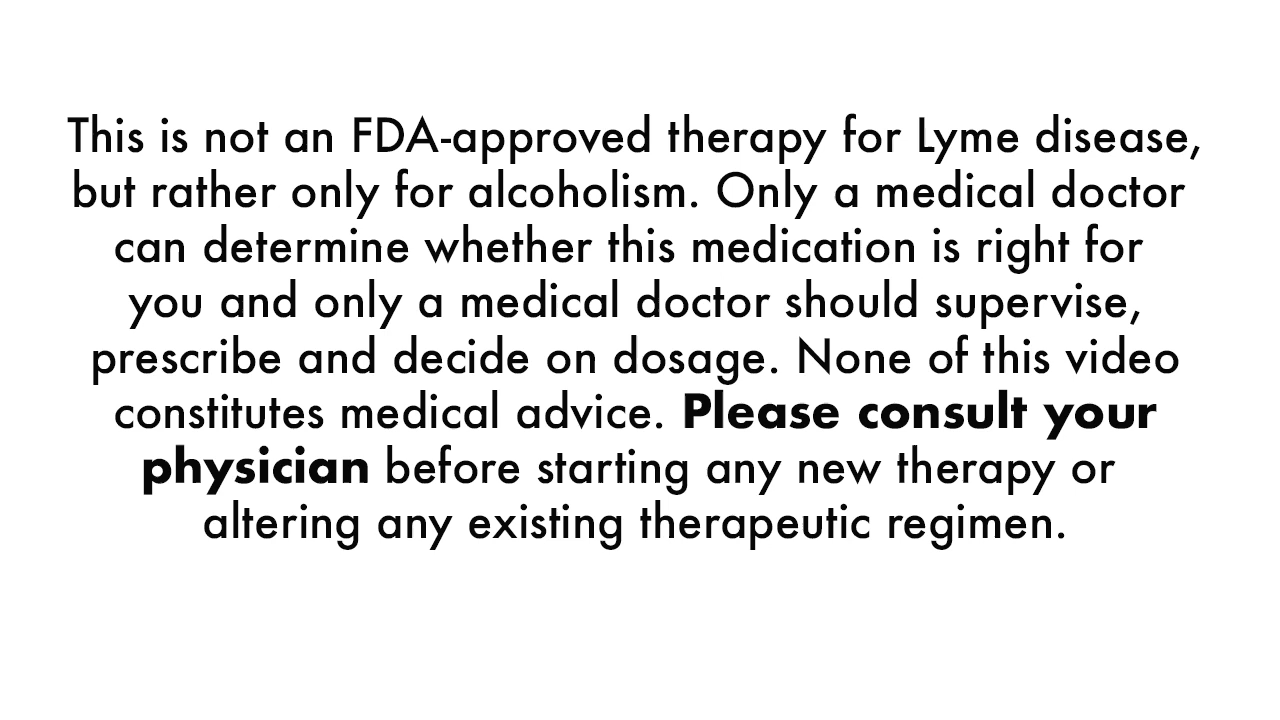 This is not an FDA-approved therapy for Lyme disease,
but rather only for alcoholism. Only a medical doctor
can determine whether this medication is right for
you and only a medical doctor should supervise,
prescribe and decide on dosage. None of this video
constitutes medical advice. Please consult your
physician before starting any new therapy or
altering any existing therapeutic regimen.